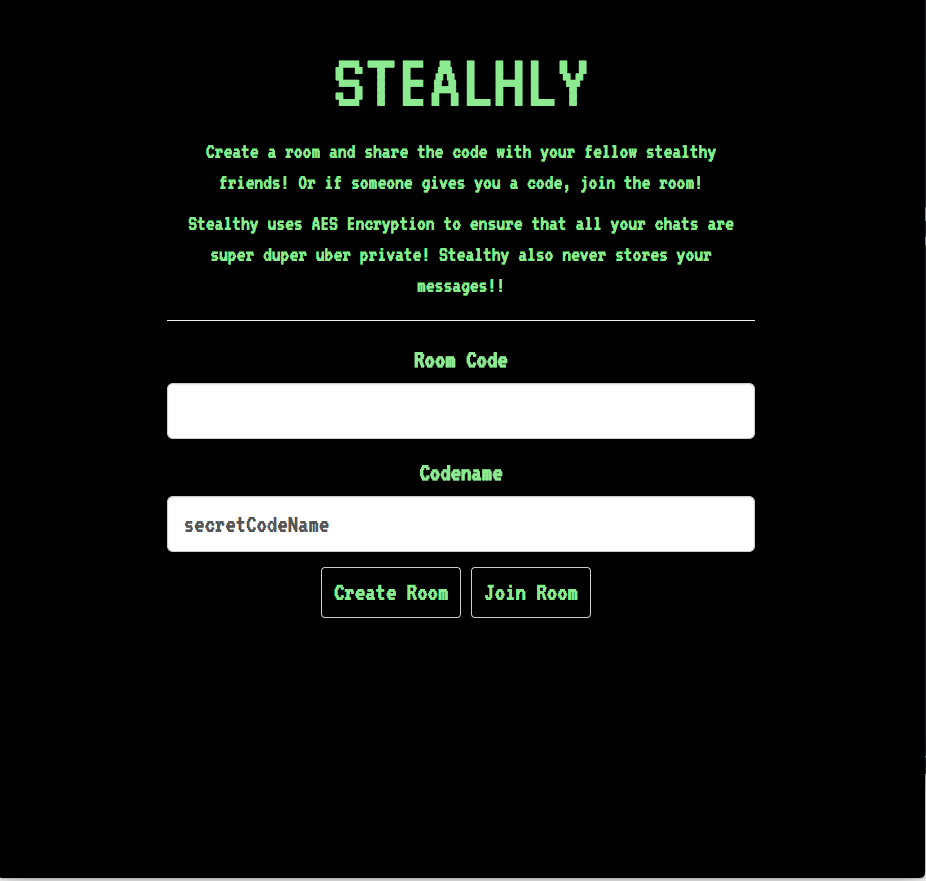 STEALHLY
Create a room and share the code with your fellow stealthy
friends! Or if someone gives you a code, join the room!
Stealthy uses AES Encryption to ensure that all your chats are
super duper uber private! Stealthy also never stores your
messages!!
Room Code
Codename
secretCodeName
Create Room
Join Room